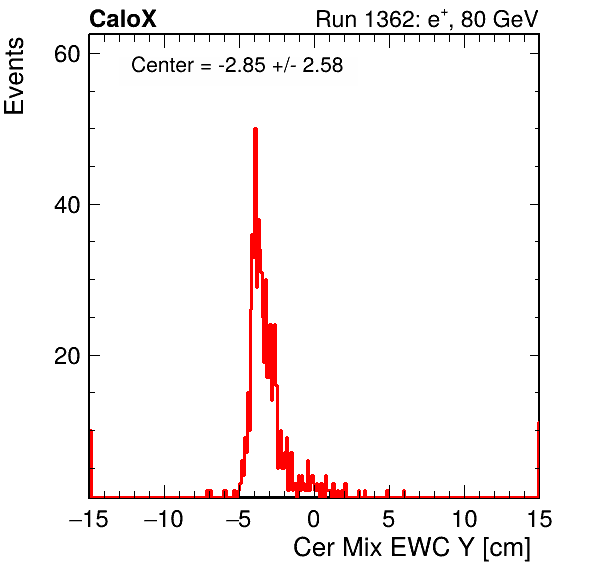 CaloX Run 1362: e⁺, 80 GeV
Events
Center = -2.85 +/- 2.58
60
40
20
−15 −10 −5 0 5 10 15
Cer Mix EWC Y [cm]